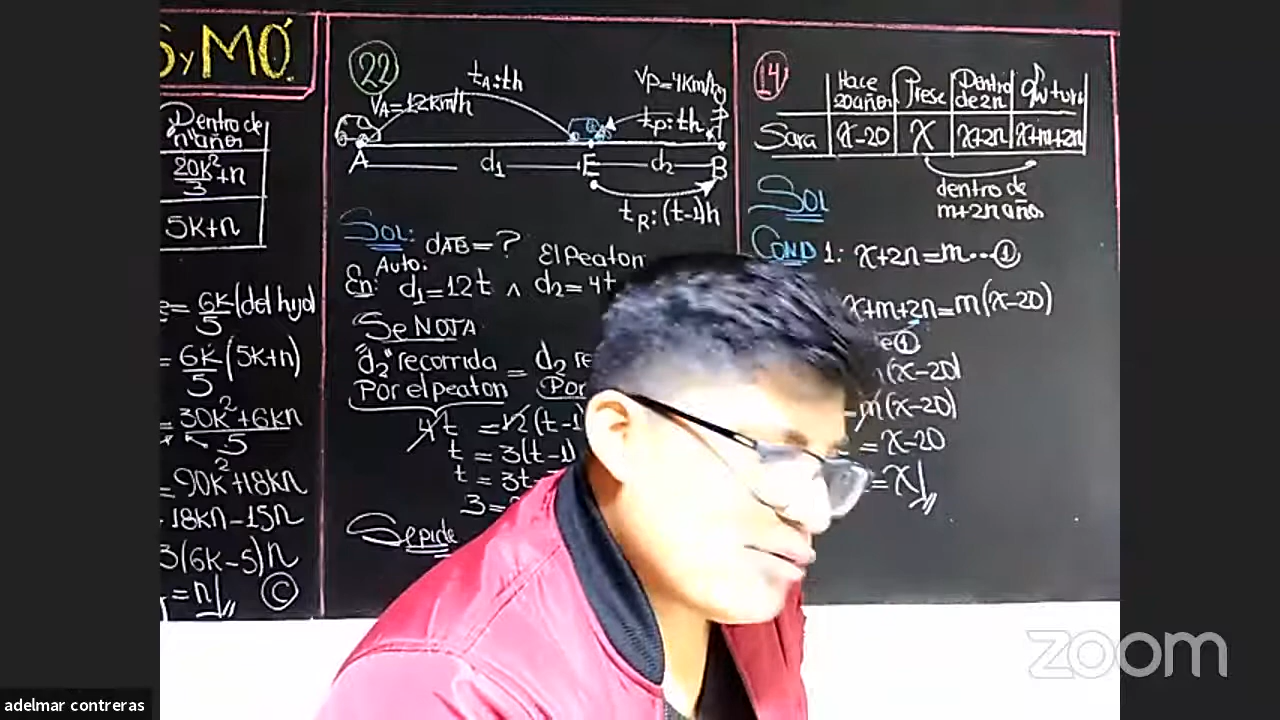 S y MÓ.
Dentro de
"n" años
20k²/3 + n
5k+n
= 6k/5 (del hijo)
= 6k/5 (5k+n)
= 30k²+6kn / 5
= 90k²+18kn
18kn-15n
3(6k-5)n
= n
C
22
tA: th
VA=12km/h
VP=4km/h
tp: th
A
d1
E
d2
B
tR: (t-1)h
Sol:
dAB = ?
Auto:
El Peaton
En: d1=12t ∧ d2=4t
Se NOTA
"d2" recorrida = d2
Por el peaton Por
4t = 12(t-1)
t = 3(t-1)
t = 3t
3 =
Se pide
14
Hace 20 años
Prese
Dentro de 2n
Sara
x-20
x
x+2n
x+m+2n
dentro de
m+2n años
Sol
COND 1: x+2n=m...①
x+m+2n=m(x-20)
①
(x-20)
m(x-20)
= x-20
= x
zoom
adelmar contreras